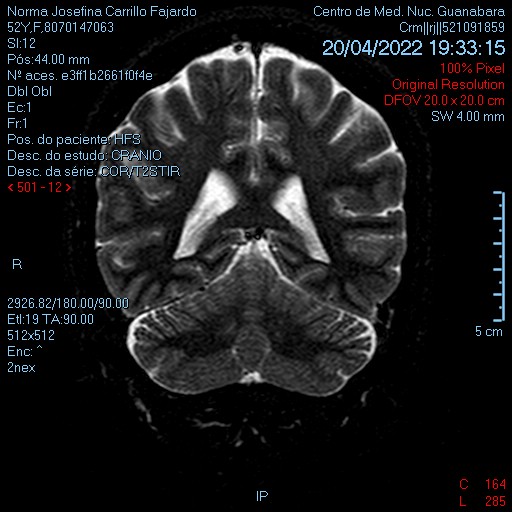 Norma Josefina Carrillo Fajardo
52Y,F,8070147063
Sl:12
Pós:44.00 mm
Nº aces. e3ff1b2661f0f4e
Dbl Obl
Ec:1
Fr:1
Pos. do paciente: HFS
Desc. do estudo: CRANIO
Desc. da série: COR/T2STIR
< 501 - 12 >
Centro de Med. Nuc. Guanabara
Crm||rj||521091859
20/04/2022 19:33:15
100% Pixel
Original Resolution
DFOV 20.0 x 20.0 cm
SW 4.00 mm
R
5 cm
2926.82/180.00/90.00
Etl:19 TA:90.00
512x512
Enc: ^
2nex
IP
C 164
L 285